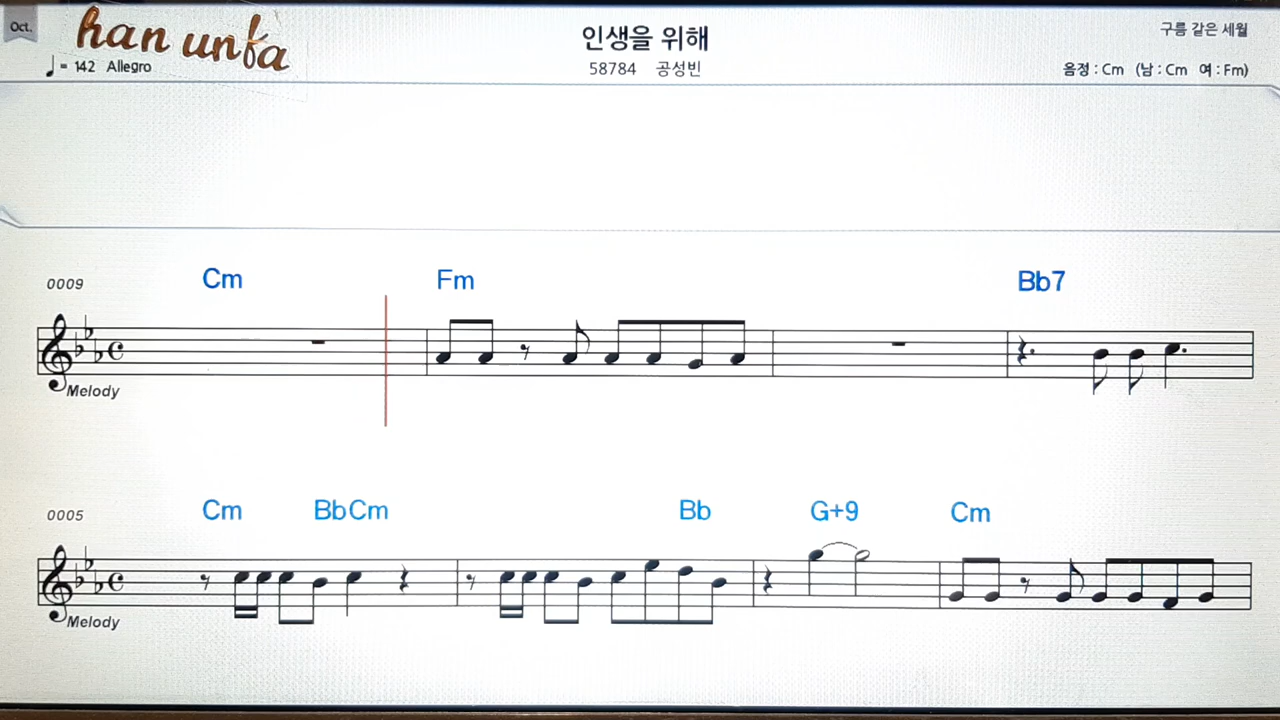 Oct.
han unfa
인생을 위해
구름 같은 세월
♩ = 142 Allegro
58784 공성빈
음정 : Cm (남 : Cm 여 : Fm)
0009 Cm Fm Bb7
Melody
0005 Cm Bb Cm Bb G+9 Cm
Melody